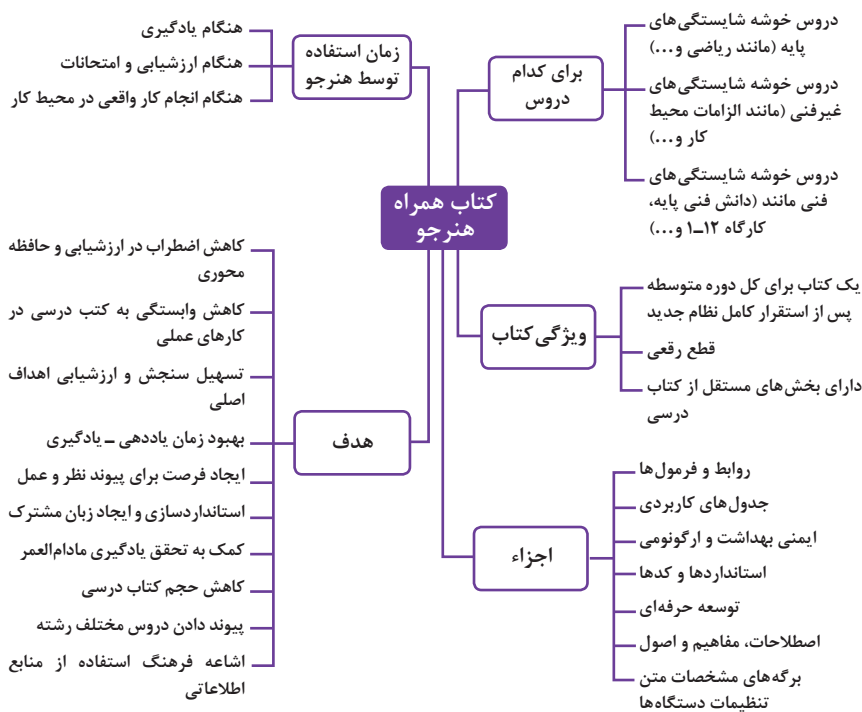 کتاب همراه
هنرجو
برای کدام
دروس
دروس خوشه شایستگی‌های
پایه (مانند ریاضی و...)
دروس خوشه شایستگی‌های
غیرفنی (مانند الزامات محیط
کار و...)
دروس خوشه شایستگی‌های
فنی مانند (دانش فنی پایه،
کارگاه ۱۲ـ۱ و...)
ویژگی کتاب
یک کتاب برای کل دوره متوسطه
پس از استقرار کامل نظام جدید
قطع رقعی
دارای بخش‌های مستقل از کتاب
درسی
اجزاء
روابط و فرمول‌ها
جدول‌های کاربردی
ایمنی بهداشت و ارگونومی
استانداردها و کدها
توسعه حرفه‌ای
اصطلاحات، مفاهیم و اصول
برگه‌های مشخصات متن
تنظیمات دستگاه‌ها
زمان استفاده
توسط هنرجو
هنگام یادگیری
هنگام ارزشیابی و امتحانات
هنگام انجام کار واقعی در محیط کار
هدف
کاهش اضطراب در ارزشیابی و حافظه
محوری
کاهش وابستگی به کتب درسی در
کارهای عملی
تسهیل سنجش و ارزشیابی اهداف
اصلی
بهبود زمان یاددهی ـ یادگیری
ایجاد فرصت برای پیوند نظر و عمل
استانداردسازی و ایجاد زبان مشترک
کمک به تحقق یادگیری مادام‌العمر
کاهش حجم کتاب درسی
پیوند دادن دروس مختلف رشته
اشاعه فرهنگ استفاده از منابع
اطلاعاتی